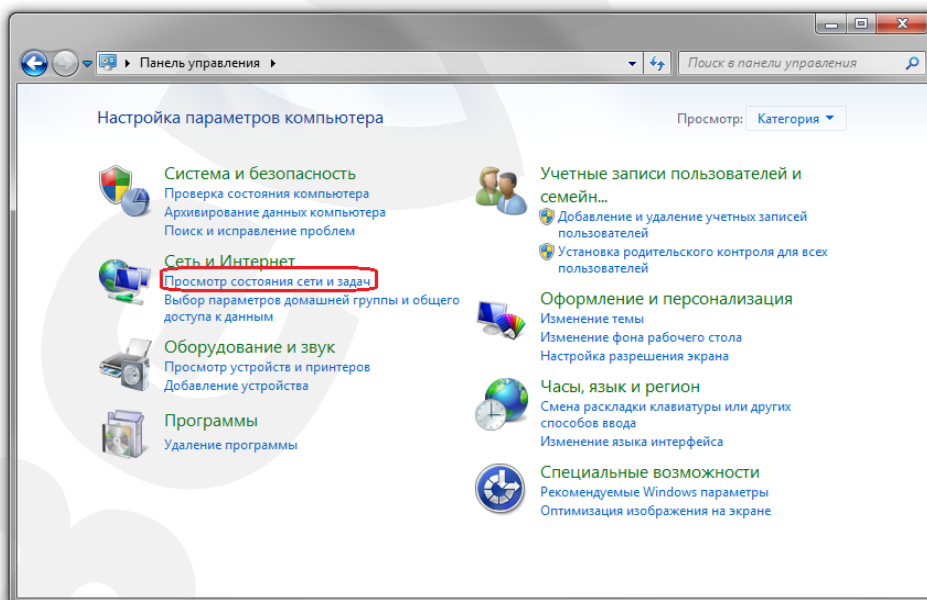 Панель управления
Поиск в панели управления
Настройка параметров компьютера
Просмотр: Категория
Система и безопасность
Проверка состояния компьютера
Архивирование данных компьютера
Поиск и исправление проблем
Сеть и Интернет
Просмотр состояния сети и задач
Выбор параметров домашней группы и общего
доступа к данным
Оборудование и звук
Просмотр устройств и принтеров
Добавление устройства
Программы
Удаление программы
Учетные записи пользователей и
семейн...
Добавление и удаление учетных записей
пользователей
Установка родительского контроля для всех
пользователей
Оформление и персонализация
Изменение темы
Изменение фона рабочего стола
Настройка разрешения экрана
Часы, язык и регион
Смена раскладки клавиатуры или других
способов ввода
Изменение языка интерфейса
Специальные возможности
Рекомендуемые Windows параметры
Оптимизация изображения на экране